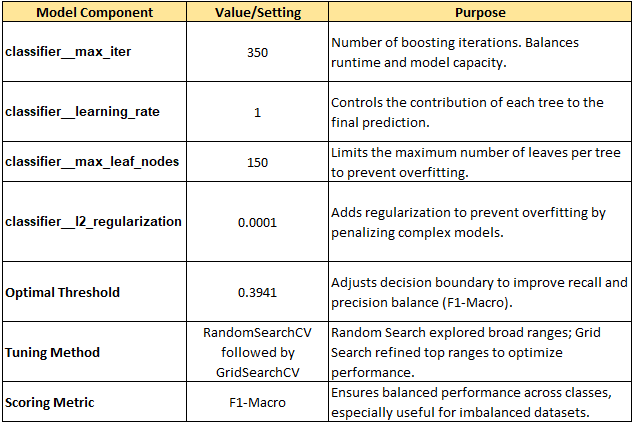 Model Component Value/Setting Purpose
classifier__max_iter 350 Number of boosting iterations. Balances
runtime and model capacity.
classifier__learning_rate 1 Controls the contribution of each tree to the
final prediction.
classifier__max_leaf_nodes 150 Limits the maximum number of leaves per tree
to prevent overfitting.
classifier__l2_regularization 0.0001 Adds regularization to prevent overfitting by
penalizing complex models.
Optimal Threshold 0.3941 Adjusts decision boundary to improve recall and
precision balance (F1-Macro).
Tuning Method
RandomSearchCV
followed by
GridSearchCV
Random Search explored broad ranges; Grid
Search refined top ranges to optimize
performance.
Scoring Metric F1-Macro Ensures balanced performance across classes,
especially useful for imbalanced datasets.